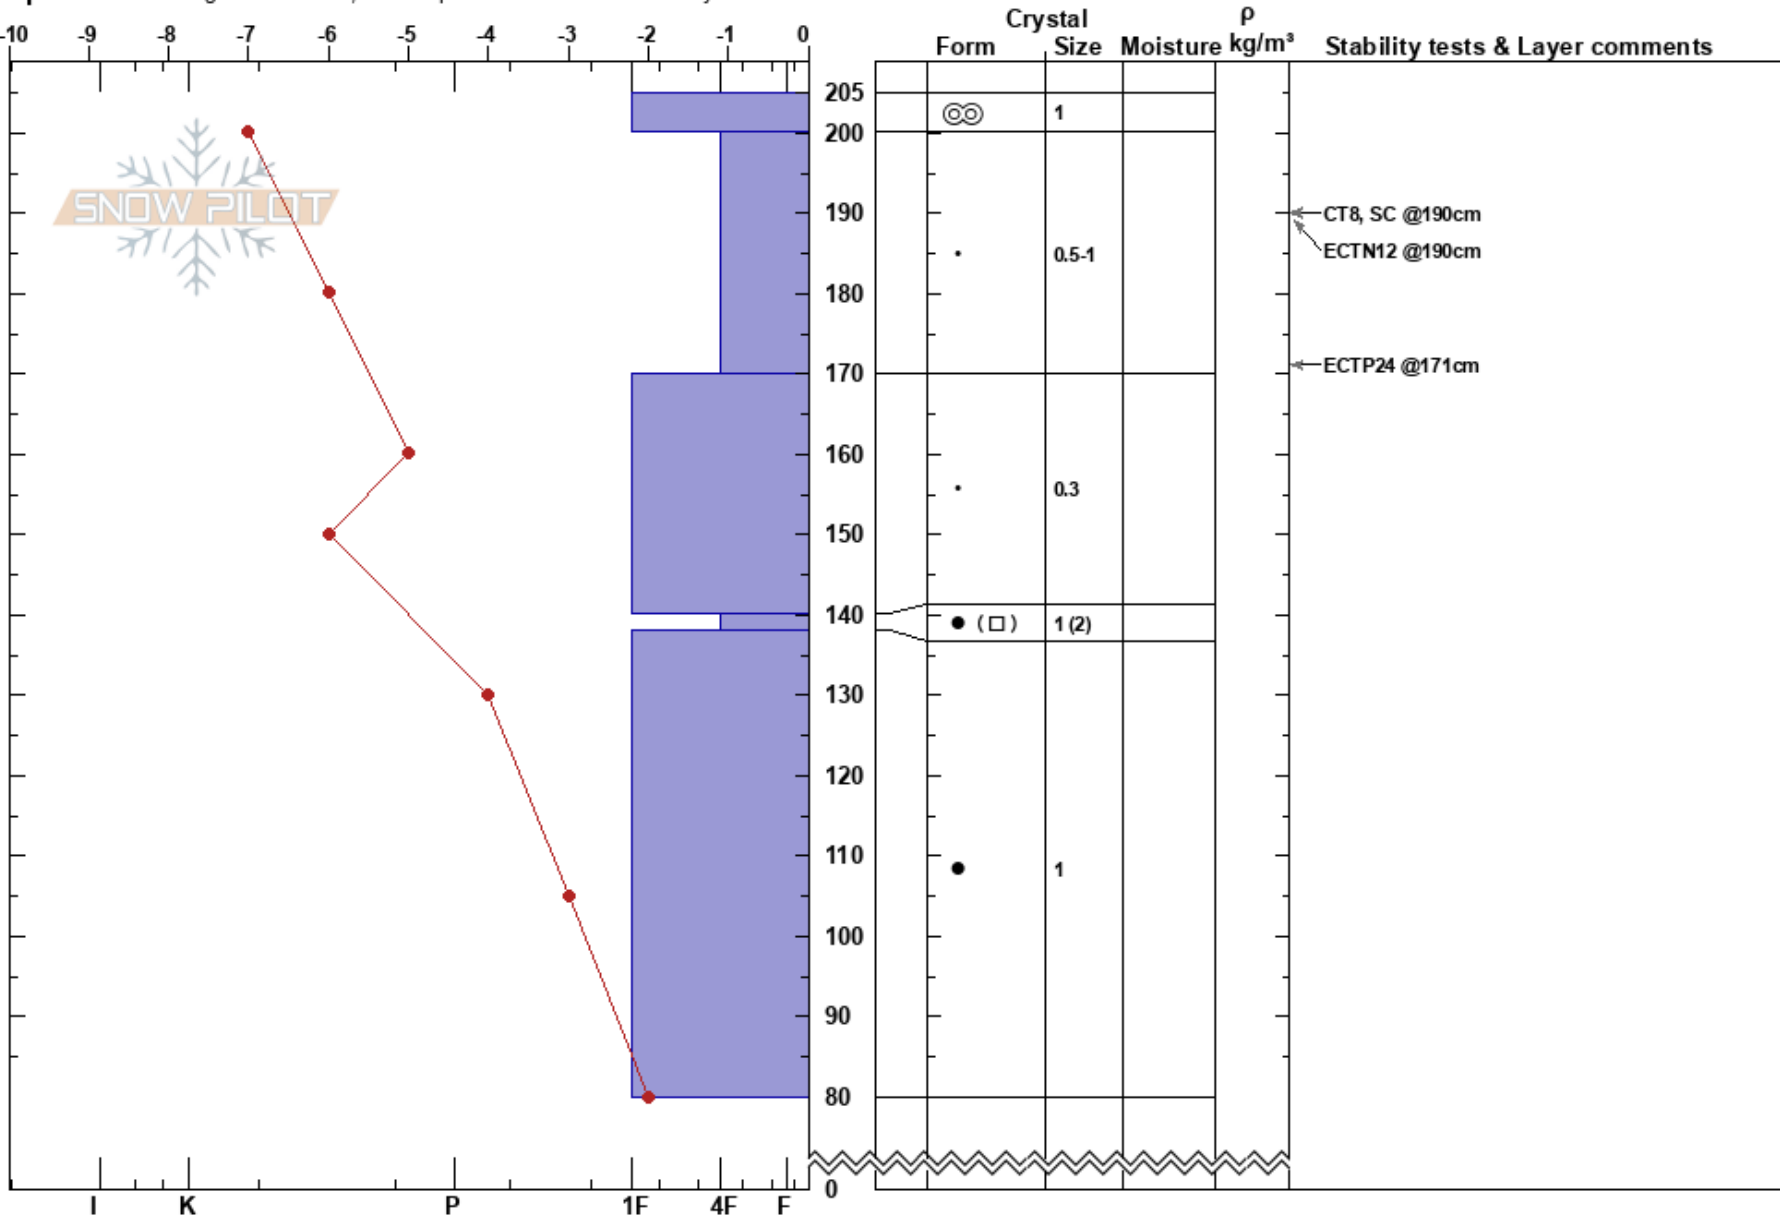 Crystal ρ
-10 -9 -8 -7 -6 -5 -4 -3 -2 -1 0 Form Size Moisture kg/m³ Stability tests & Layer comments
205 1
200
SNOW PILOT
190 CT8, SC @190cm
0.5-1 ECTN12 @190cm
180
170 ECTP24 @171cm
160
0.3
150
140
( ) 1 (2)
130
120
110
1
100
90
80
0
I K P 1F 4F F